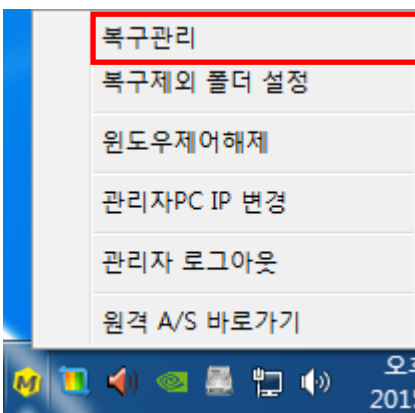 복구관리
복구제외 폴더 설정
윈도우제어해제
관리자PC IP 변경
관리자 로그아웃
원격 A/S 바로가기